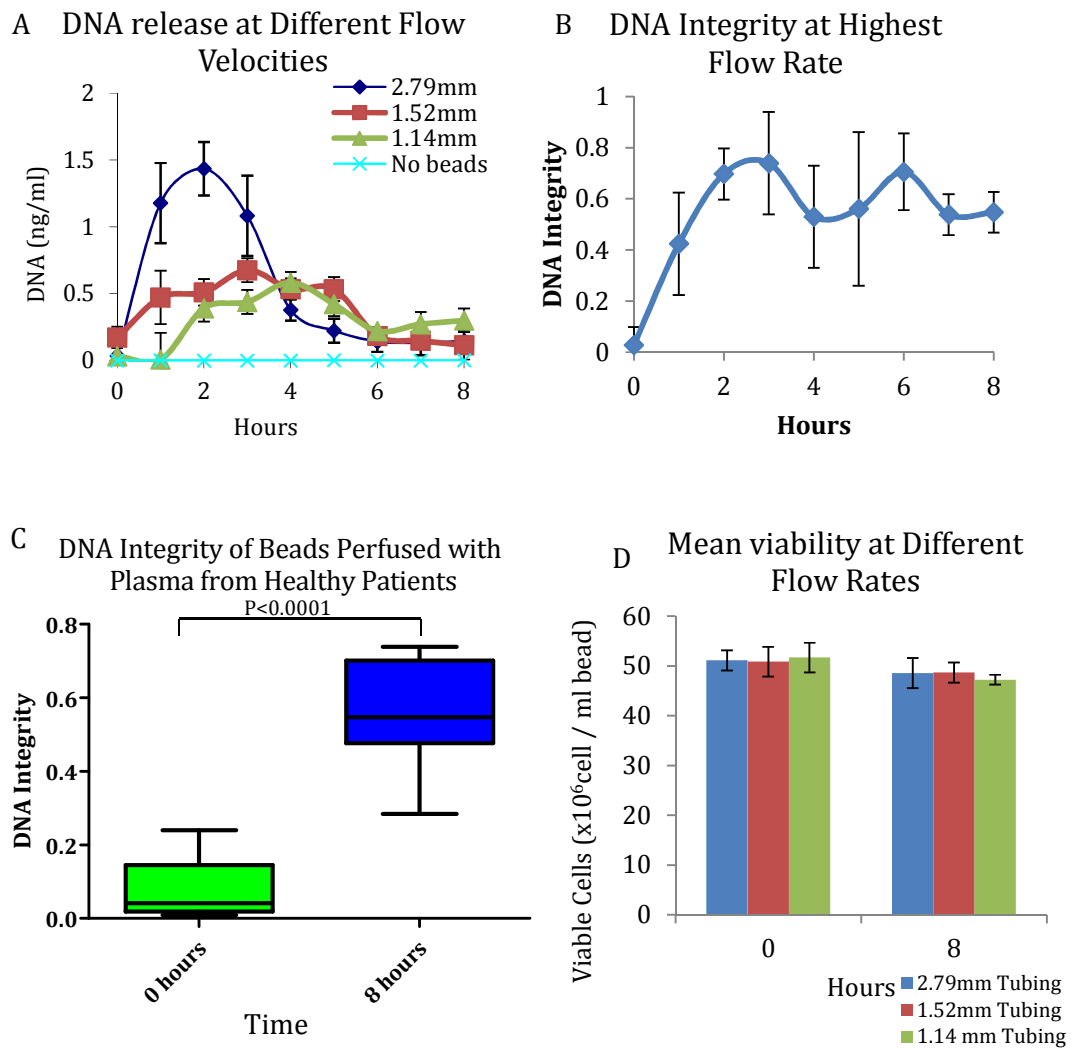 A
DNA release at Different Flow
Velocities
2.79mm
1.52mm
1.14mm
No beads
DNA (ng/ml)
2
1.5
1
0.5
0
0 2 4 6 8
Hours
B
DNA Integrity at Highest
Flow Rate
DNA Integrity
1
0.8
0.6
0.4
0.2
0
0 2 4 6 8
Hours
C
DNA Integrity of Beads Perfused with
Plasma from Healthy Patients
P<0.0001
DNA Integrity
0.8
0.6
0.4
0.2
0.0
0 hours
8 hours
Time
D
Mean viability at Different
Flow Rates
Viable Cells (x10⁶cell / ml bead)
60
50
40
30
20
10
0
0 8
Hours
2.79mm Tubing
1.52mm Tubing
1.14 mm Tubing